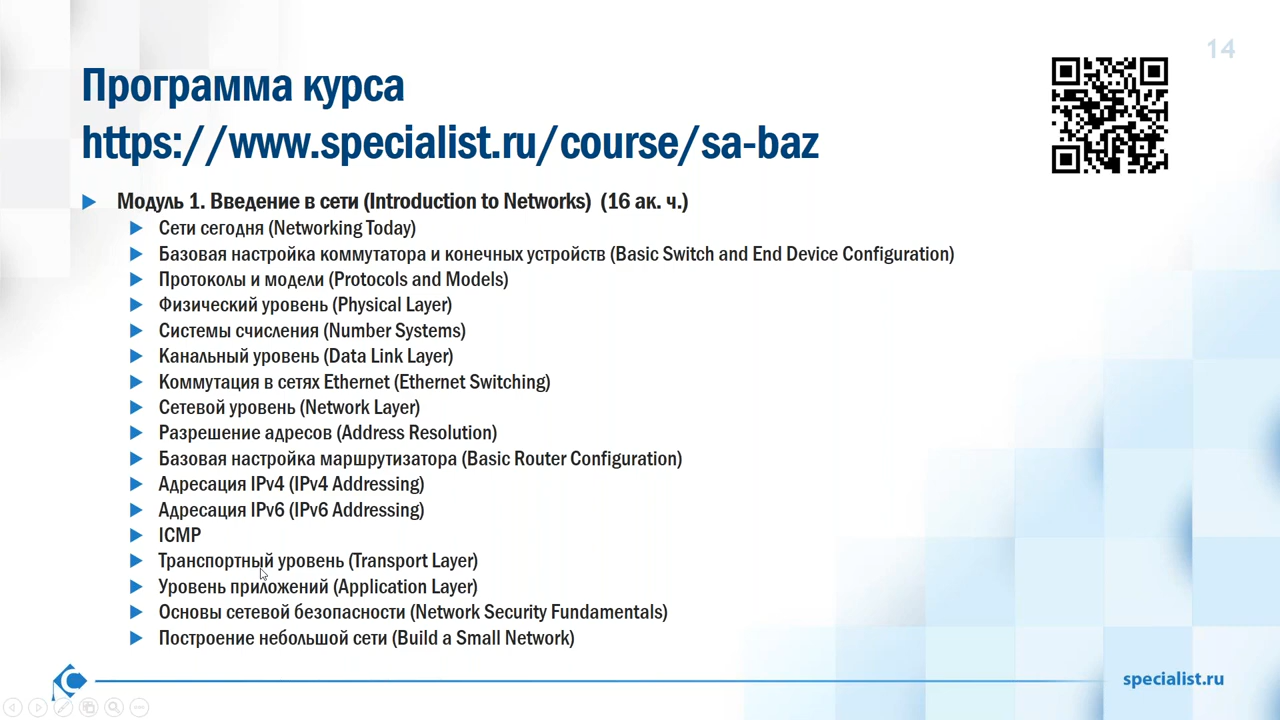 14
Программа курса
https://www.specialist.ru/course/sa-baz
Модуль 1. Введение в сети (Introduction to Networks) (16 ак. ч.)
Сети сегодня (Networking Today)
Базовая настройка коммутатора и конечных устройств (Basic Switch and End Device Configuration)
Протоколы и модели (Protocols and Models)
Физический уровень (Physical Layer)
Системы счисления (Number Systems)
Канальный уровень (Data Link Layer)
Коммутация в сетях Ethernet (Ethernet Switching)
Сетевой уровень (Network Layer)
Разрешение адресов (Address Resolution)
Базовая настройка маршрутизатора (Basic Router Configuration)
Адресация IPv4 (IPv4 Addressing)
Адресация IPv6 (IPv6 Addressing)
ICMP
Транспортный уровень (Transport Layer)
Уровень приложений (Application Layer)
Основы сетевой безопасности (Network Security Fundamentals)
Построение небольшой сети (Build a Small Network)
specialist.ru